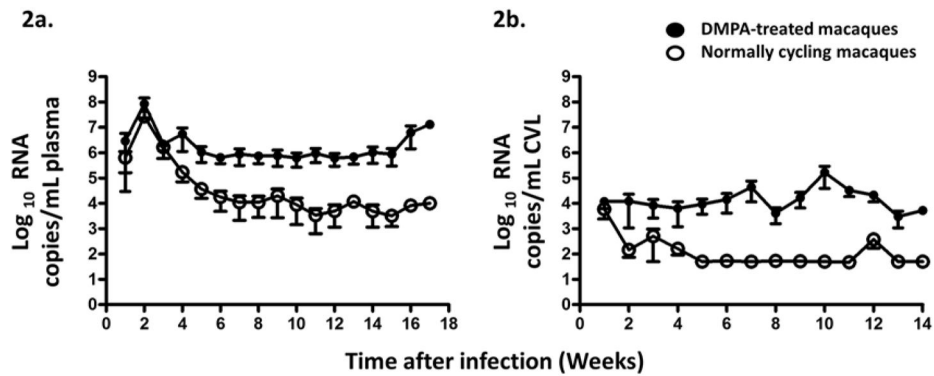 2a.
2b.
DMPA-treated macaques
Normally cycling macaques
Log 10 RNA
copies/mL plasma
9
8
7
6
5
4
3
2
1
0
0 2 4 6 8 10 12 14 16 18
Log 10 RNA
copies/mL CVL
9
8
7
6
5
4
3
2
1
0
0 2 4 6 8 10 12 14
Time after infection (Weeks)